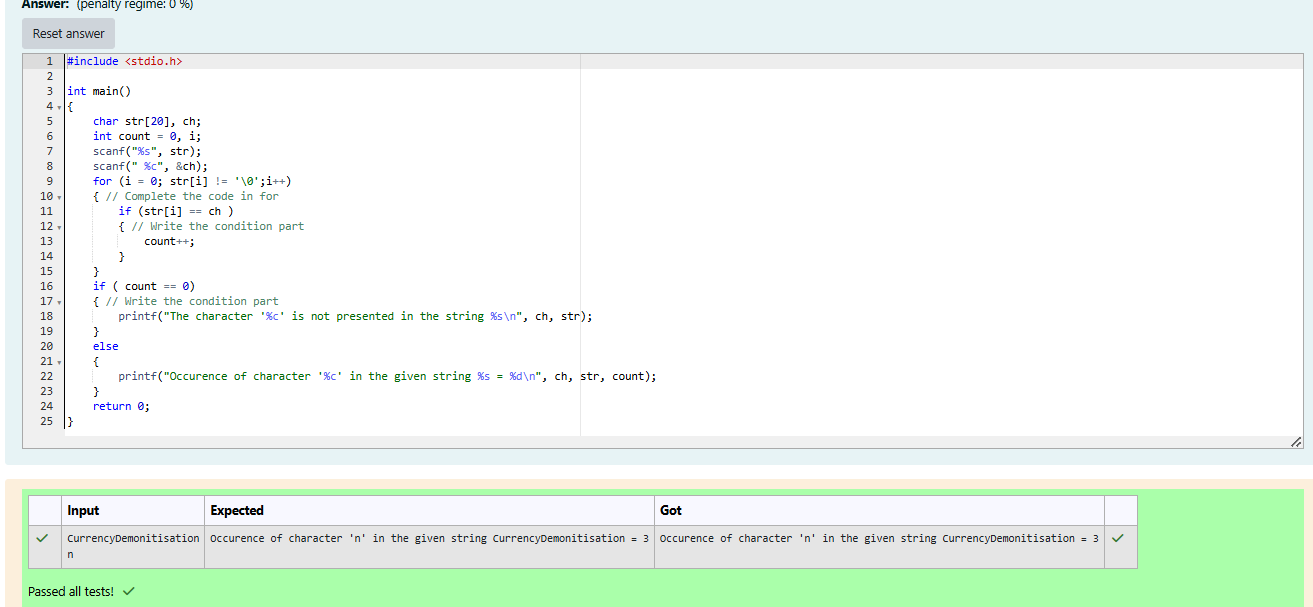 Answer: (penalty regime: 0 %)
Reset answer
1 #include <stdio.h>
2
3 int main()
4 {
5 char str[20], ch;
6 int count = 0, i;
7 scanf("%s", str);
8 scanf(" %c", &ch);
9 for (i = 0; str[i] != '\0';i++)
10 { // Complete the code in for
11 if (str[i] == ch )
12 { // Write the condition part
13 count++;
14 }
15 }
16 if ( count == 0)
17 { // Write the condition part
18 printf("The character '%c' is not presented in the string %s\n", ch, str);
19 }
20 else
21 {
22 printf("Occurence of character '%c' in the given string %s = %d\n", ch, str, count);
23 }
24 return 0;
25 }
Input Expected Got
CurrencyDemonitisation Occurence of character 'n' in the given string CurrencyDemonitisation = 3 Occurence of character 'n' in the given string CurrencyDemonitisation = 3
n
Passed all tests!